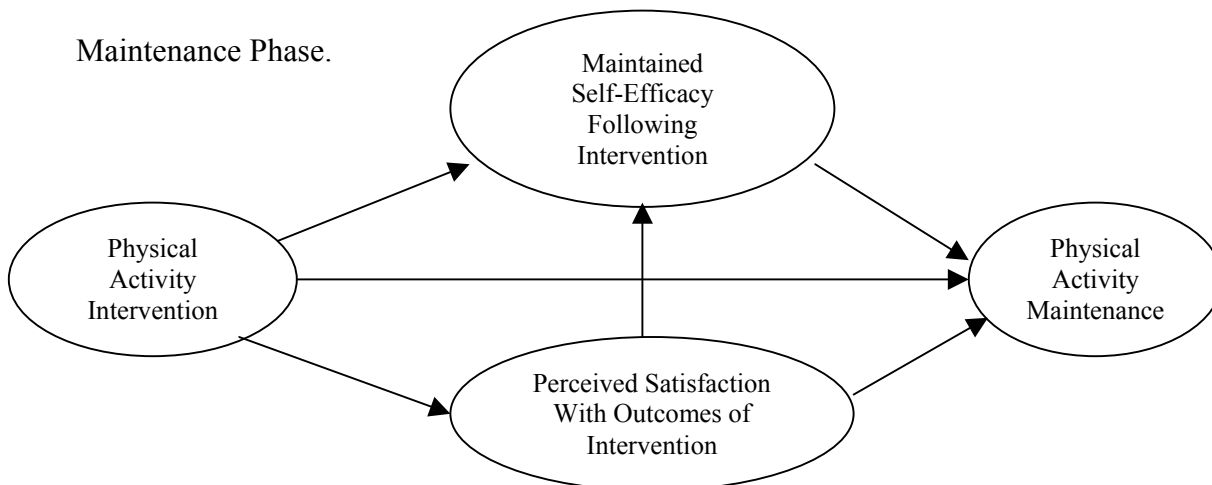 Maintenance Phase.
Maintained
Self-Efficacy
Following
Intervention
Physical
Activity
Intervention
Physical
Activity
Maintenance
Perceived Satisfaction
With Outcomes of
Intervention